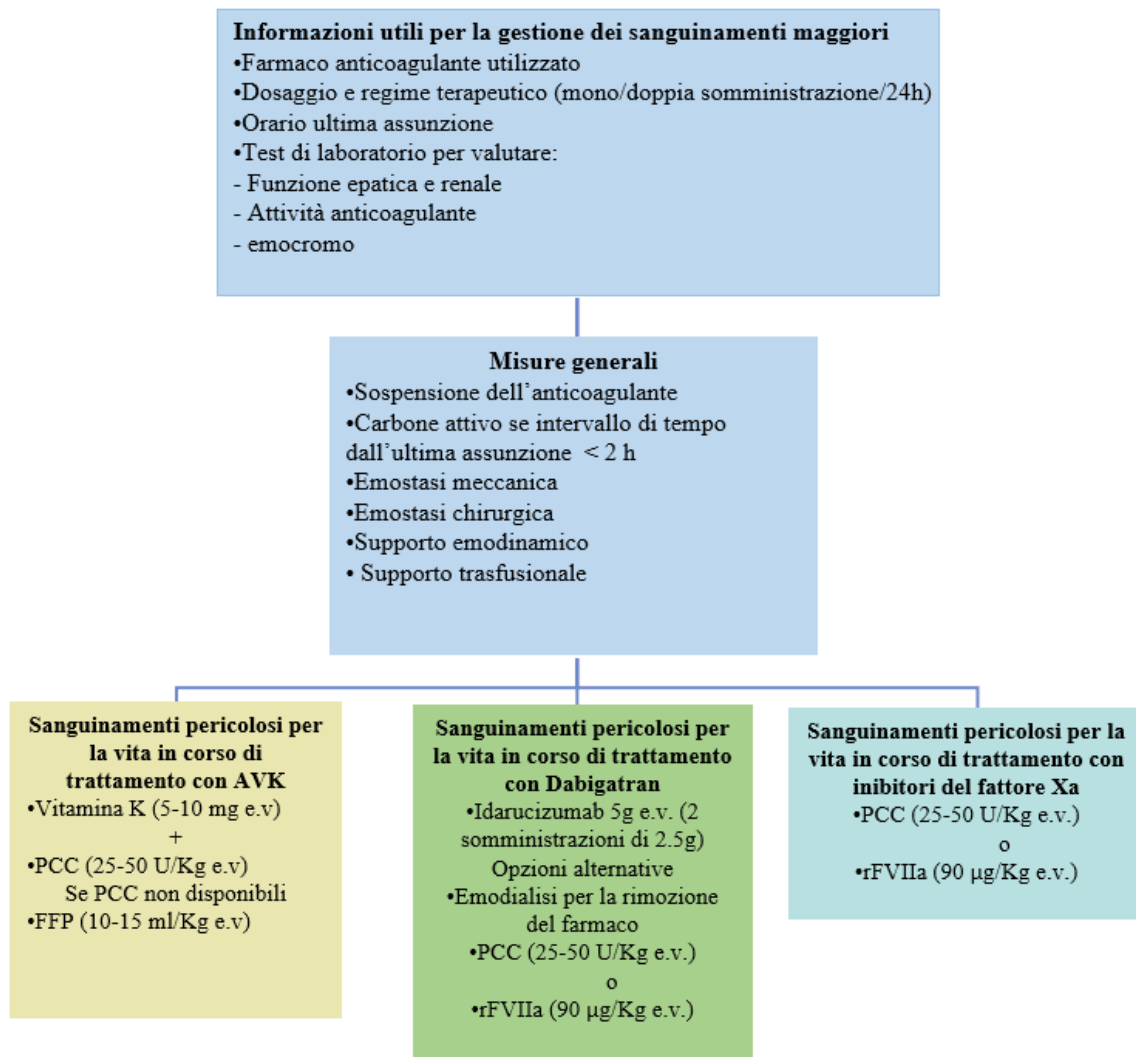 Informazioni utili per la gestione dei sanguinamenti maggiori
•Farmaco anticoagulante utilizzato
•Dosaggio e regime terapeutico (mono/doppia somministrazione/24h)
•Orario ultima assunzione
•Test di laboratorio per valutare:
- Funzione epatica e renale
- Attività anticoagulante
- emocromo
Misure generali
•Sospensione dell’anticoagulante
•Carbone attivo se intervallo di tempo
dall’ultima assunzione < 2 h
•Emostasi meccanica
•Emostasi chirurgica
•Supporto emodinamico
• Supporto trasfusionale
Sanguinamenti pericolosi per
la vita in corso di
trattamento con AVK
•Vitamina K (5-10 mg e.v)
+
•PCC (25-50 U/Kg e.v)
Se PCC non disponibili
•FFP (10-15 ml/Kg e.v)
Sanguinamenti pericolosi per
la vita in corso di trattamento
con Dabigatran
•Idarucizumab 5g e.v. (2
somministrazioni di 2.5g)
Opzioni alternative
•Emodialisi per la rimozione
del farmaco
•PCC (25-50 U/Kg e.v.)
o
•rFVIIa (90 µg/Kg e.v.)
Sanguinamenti pericolosi per la
vita in corso di trattamento con
inibitori del fattore Xa
•PCC (25-50 U/Kg e.v.)
o
•rFVIIa (90 µg/Kg e.v.)